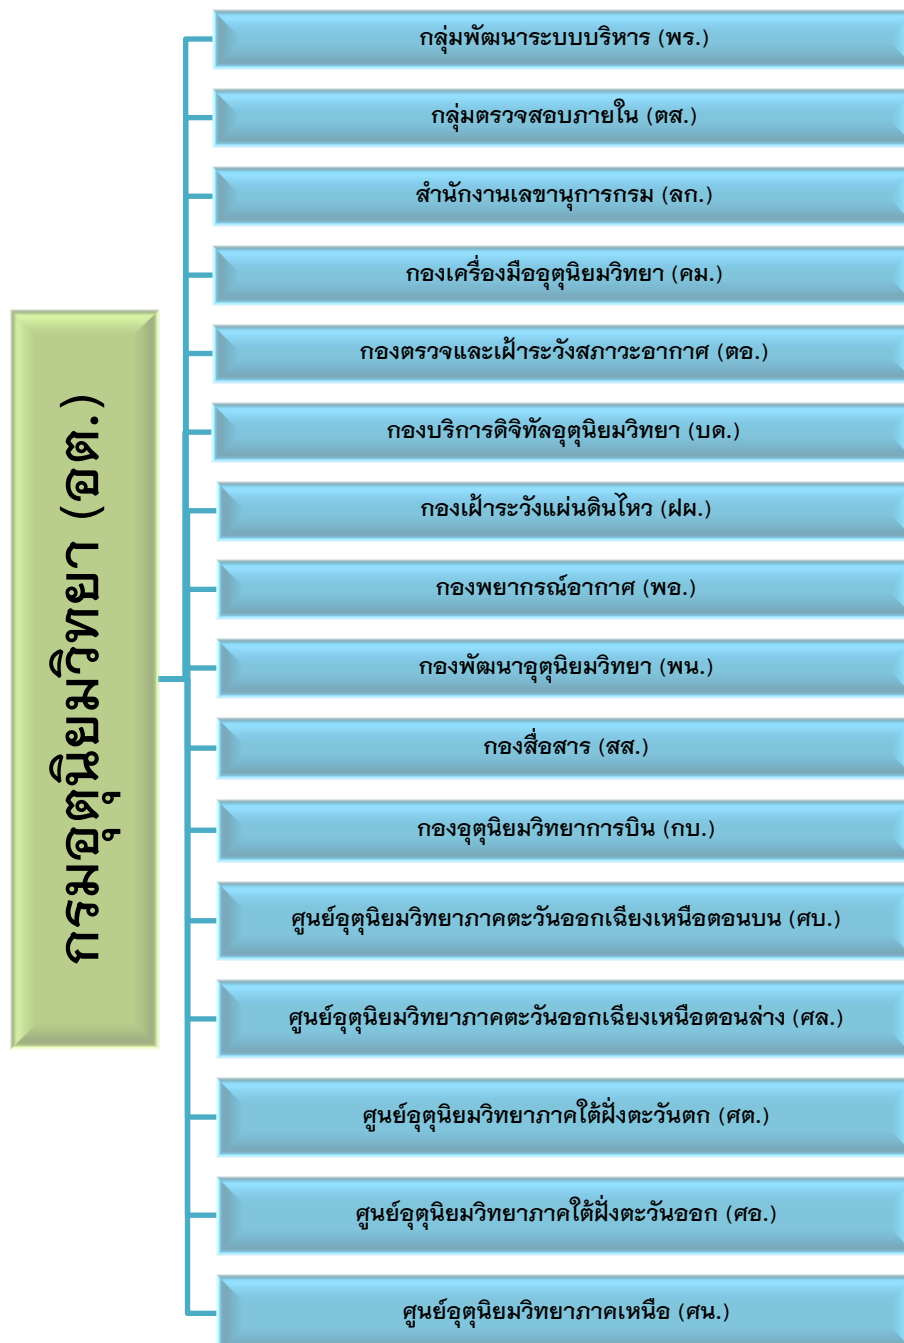 กรมอุตุนิยมวิทยา (อต.)
กลุ่มพัฒนาระบบบริหาร (พร.)
กลุ่มตรวจสอบภายใน (ตส.)
สำนักงานเลขานุการกรม (ลก.)
กองเครื่องมืออุตุนิยมวิทยา (คม.)
กองตรวจและเฝ้าระวังสภาวะอากาศ (ตอ.)
กองบริการดิจิทัลอุตุนิยมวิทยา (บด.)
กองเฝ้าระวังแผ่นดินไหว (ฝผ.)
กองพยากรณ์อากาศ (พอ.)
กองพัฒนาอุตุนิยมวิทยา (พน.)
กองสื่อสาร (สส.)
กองอุตุนิยมวิทยาการบิน (กบ.)
ศูนย์อุตุนิยมวิทยาภาคตะวันออกเฉียงเหนือตอนบน (ศบ.)
ศูนย์อุตุนิยมวิทยาภาคตะวันออกเฉียงเหนือตอนล่าง (ศล.)
ศูนย์อุตุนิยมวิทยาภาคใต้ฝั่งตะวันตก (ศต.)
ศูนย์อุตุนิยมวิทยาภาคใต้ฝั่งตะวันออก (ศอ.)
ศูนย์อุตุนิยมวิทยาภาคเหนือ (ศน.)